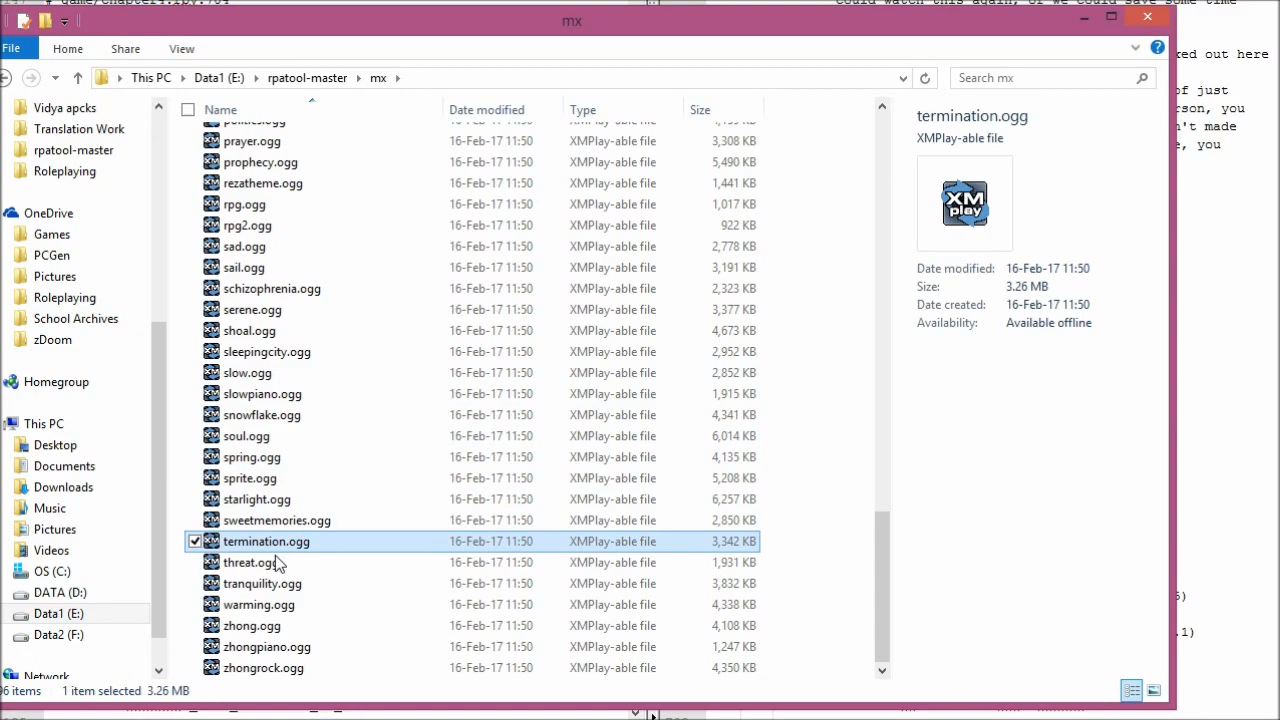 # game/chapter4.rpy:704
could watch this again, or we could save some time
mx
File Home Share View
ked out here
This PC Data1 (E:) rpatool-master mx Search mx
of just
Vidya apcks Name Date modified Type Size termination.ogg
rson, you
politics.ogg 16-Feb-17 11:50 XMPlay-able file
Translation Work n't made
prayer.ogg 16-Feb-17 11:50 XMPlay-able file 3,308 KB XMPlay-able file
rpatool-master e, you
prophecy.ogg 16-Feb-17 11:50 XMPlay-able file 5,490 KB
Roleplaying
rezatheme.ogg 16-Feb-17 11:50 XMPlay-able file 1,441 KB
rpg.ogg 16-Feb-17 11:50 XMPlay-able file 1,017 KB XM play
OneDrive
rpg2.ogg 16-Feb-17 11:50 XMPlay-able file 922 KB
Games
sad.ogg 16-Feb-17 11:50 XMPlay-able file 2,778 KB
PCGen
sail.ogg 16-Feb-17 11:50 XMPlay-able file 3,191 KB Date modified: 16-Feb-17 11:50
Pictures
schizophrenia.ogg 16-Feb-17 11:50 XMPlay-able file 2,323 KB Size: 3.26 MB
Roleplaying
serene.ogg 16-Feb-17 11:50 XMPlay-able file 3,377 KB Date created: 16-Feb-17 11:50
School Archives
shoal.ogg 16-Feb-17 11:50 XMPlay-able file 4,673 KB Availability: Available offline
zDoom
sleepingcity.ogg 16-Feb-17 11:50 XMPlay-able file 2,952 KB
slow.ogg 16-Feb-17 11:50 XMPlay-able file 2,852 KB
Homegroup
slowpiano.ogg 16-Feb-17 11:50 XMPlay-able file 1,915 KB
snowflake.ogg 16-Feb-17 11:50 XMPlay-able file 4,341 KB
This PC
soul.ogg 16-Feb-17 11:50 XMPlay-able file 6,014 KB
Desktop
spring.ogg 16-Feb-17 11:50 XMPlay-able file 4,135 KB
Documents
sprite.ogg 16-Feb-17 11:50 XMPlay-able file 5,208 KB
Downloads
starlight.ogg 16-Feb-17 11:50 XMPlay-able file 6,257 KB
Music
sweetmemories.ogg 16-Feb-17 11:50 XMPlay-able file 2,850 KB
Pictures
termination.ogg 16-Feb-17 11:50 XMPlay-able file 3,342 KB
Videos
threat.ogg 16-Feb-17 11:50 XMPlay-able file 1,931 KB
OS (C:)
tranquility.ogg 16-Feb-17 11:50 XMPlay-able file 3,832 KB
DATA (D:)
warming.ogg 16-Feb-17 11:50 XMPlay-able file 4,338 KB
Data1 (E:)
zhong.ogg 16-Feb-17 11:50 XMPlay-able file 4,108 KB .1)
Data2 (F:)
zhongpiano.ogg 16-Feb-17 11:50 XMPlay-able file 1,247 KB
zhongrock.ogg 16-Feb-17 11:50 XMPlay-able file 4,350 KB
Network
96 items 1 item selected 3.26 MB